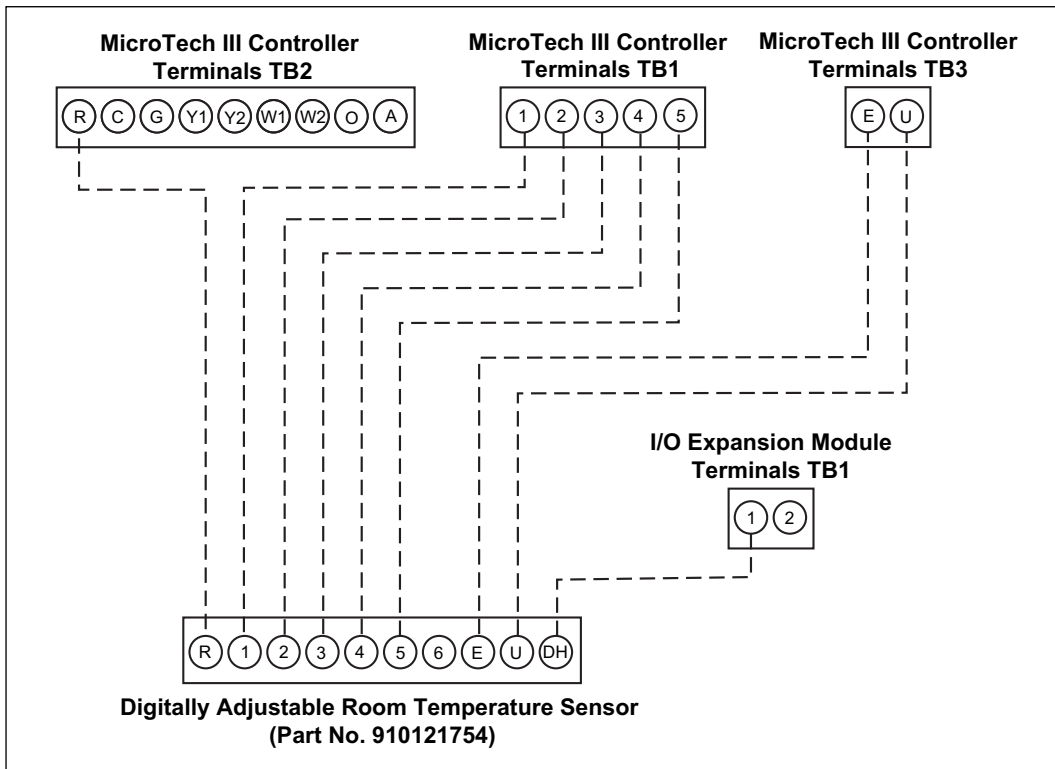 MicroTech III Controller
Terminals TB2
R C G Y1 Y2 W1 W2 O A
MicroTech III Controller
Terminals TB1
1 2 3 4 5
MicroTech III Controller
Terminals TB3
E U
I/O Expansion Module
Terminals TB1
1 2
R 1 2 3 4 5 6 E U DH
Digitally Adjustable Room Temperature Sensor
(Part No. 910121754)